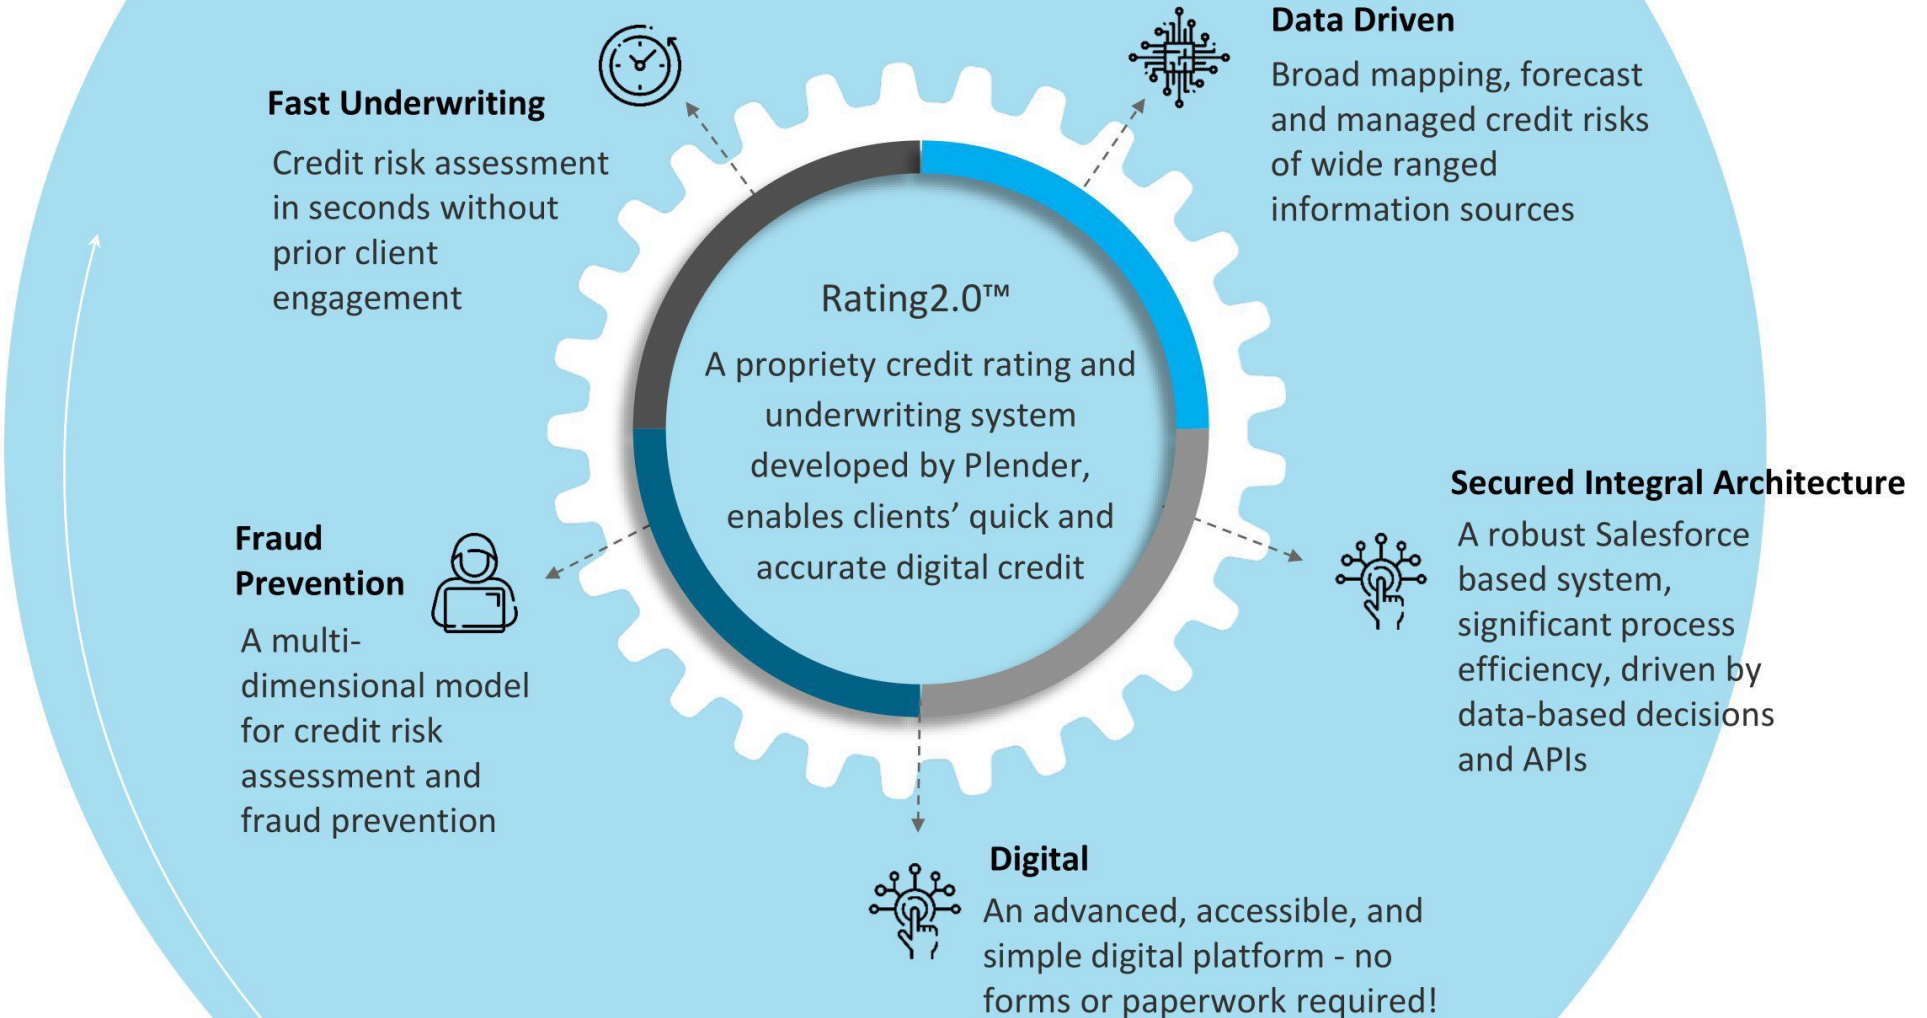 Data Driven
Broad mapping, forecast
and managed credit risks
of wide ranged
information sources
Fast Underwriting
Credit risk assessment
in seconds without
prior client
engagement
Rating2.0™
A propriety credit rating and
underwriting system
developed by Plender,
enables clients’ quick and
accurate digital credit
Secured Integral Architecture
A robust Salesforce
based system,
significant process
efficiency, driven by
data-based decisions
and APIs
Fraud
Prevention
A multi-
dimensional model
for credit risk
assessment and
fraud prevention
Digital
An advanced, accessible, and
simple digital platform - no
forms or paperwork required!